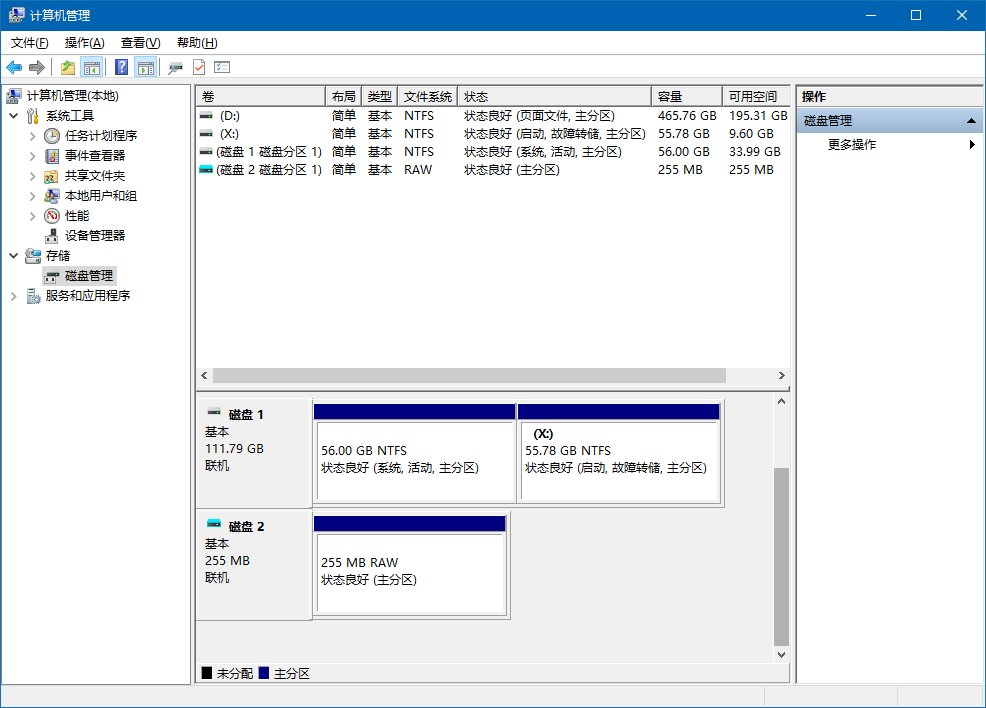 计算机管理
文件(F) 操作(A) 查看(V) 帮助(H)
计算机管理(本地)
系统工具
任务计划程序
事件查看器
共享文件夹
本地用户和组
性能
设备管理器
存储
磁盘管理
服务和应用程序
卷 布局 类型 文件系统 状态 容量 可用空间
(D:) 简单 基本 NTFS 状态良好 (页面文件, 主分区) 465.76 GB 195.31 GB
(X:) 简单 基本 NTFS 状态良好 (启动, 故障转储, 主分区) 55.78 GB 9.60 GB
(磁盘 1 磁盘分区 1) 简单 基本 NTFS 状态良好 (系统, 活动, 主分区) 56.00 GB 33.99 GB
(磁盘 2 磁盘分区 1) 简单 基本 RAW 状态良好 (主分区) 255 MB 255 MB
磁盘 1
基本
111.79 GB
联机
56.00 GB NTFS
状态良好 (系统, 活动, 主分区)
(X:)
55.78 GB NTFS
状态良好 (启动, 故障转储, 主分区)
磁盘 2
基本
255 MB
联机
255 MB RAW
状态良好 (主分区)
未分配 主分区
操作
磁盘管理
更多操作